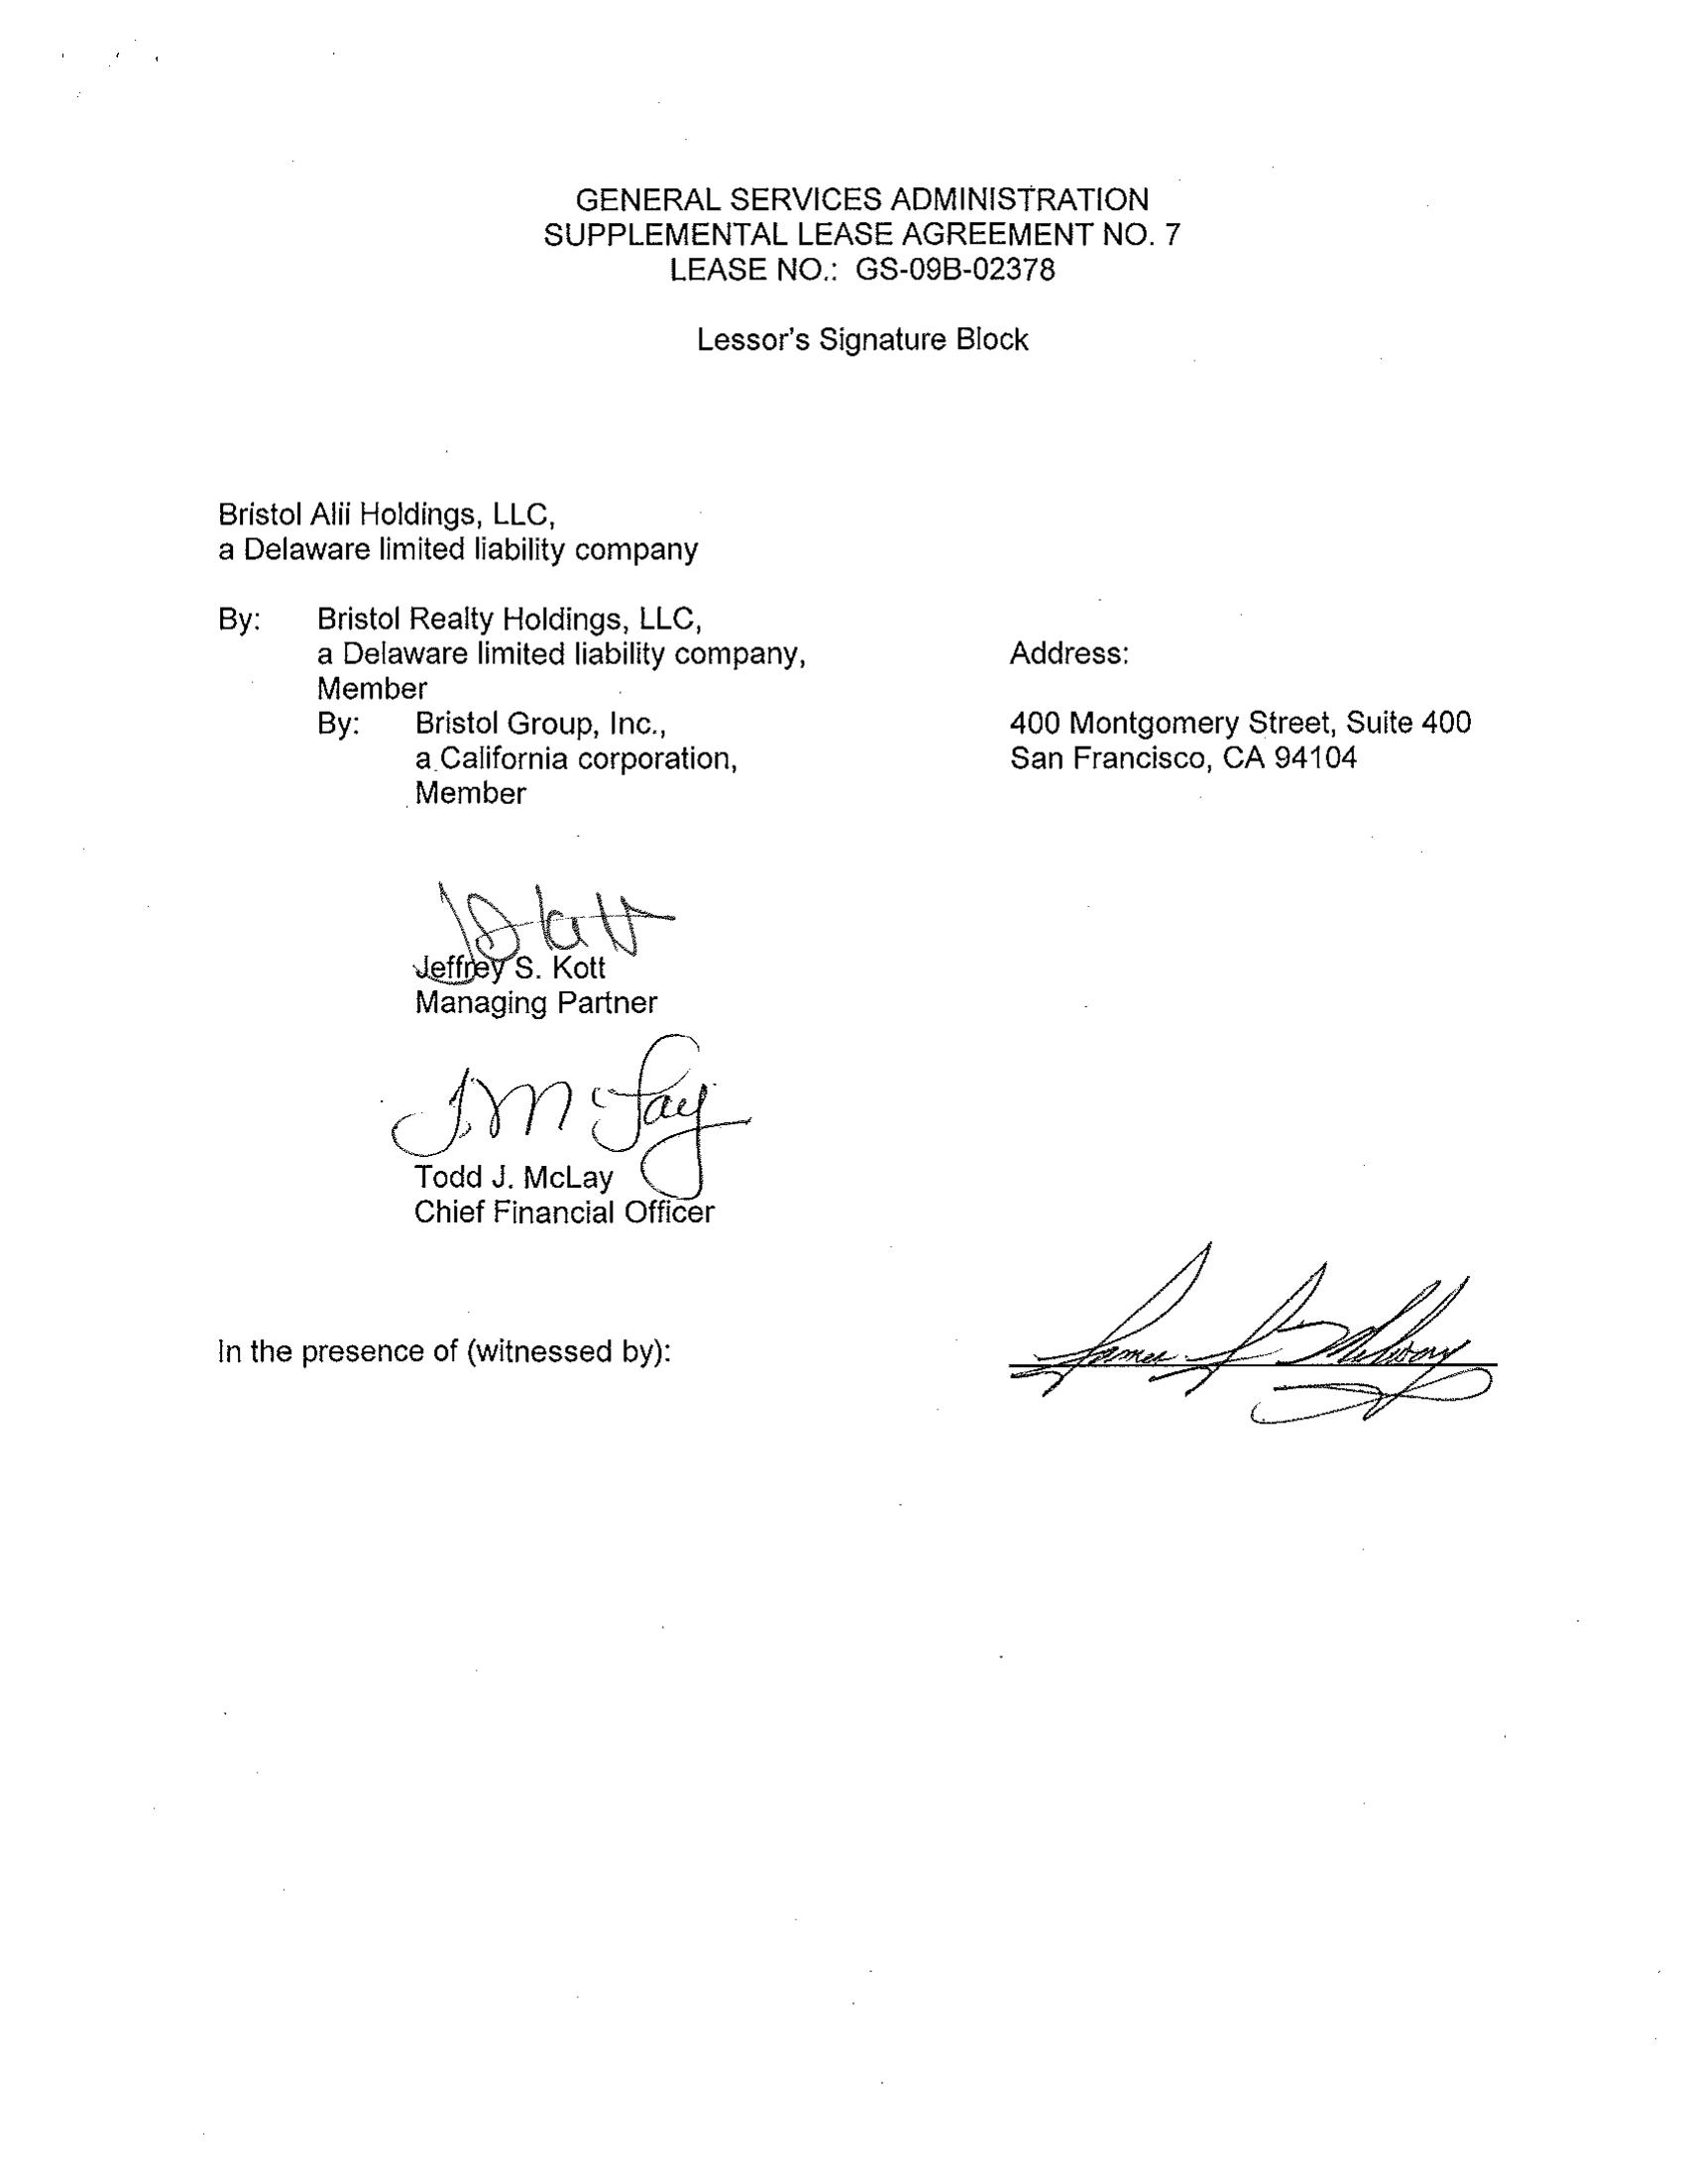 GENERAL SERVICES ADMINISTRATION
SUPPLEMENTAL LEASE AGREEMENT NO. 7
LEASE NO.: GS-09B-02378
Lessor's Signature Block
Bristol Alii Holdings, LLC,
a Delaware limited liability company
By: Bristol Realty Holdings, LLC,
a Delaware limited liability company,
Member
By: Bristol Group, Inc.,
a California corporation,
Member
Address:
400 Montgomery Street, Suite 400
San Francisco, CA 94104
Jeffrey S. Kott
Managing Partner
J McLay
Todd J. McLay
Chief Financial Officer
In the presence of (witnessed by):